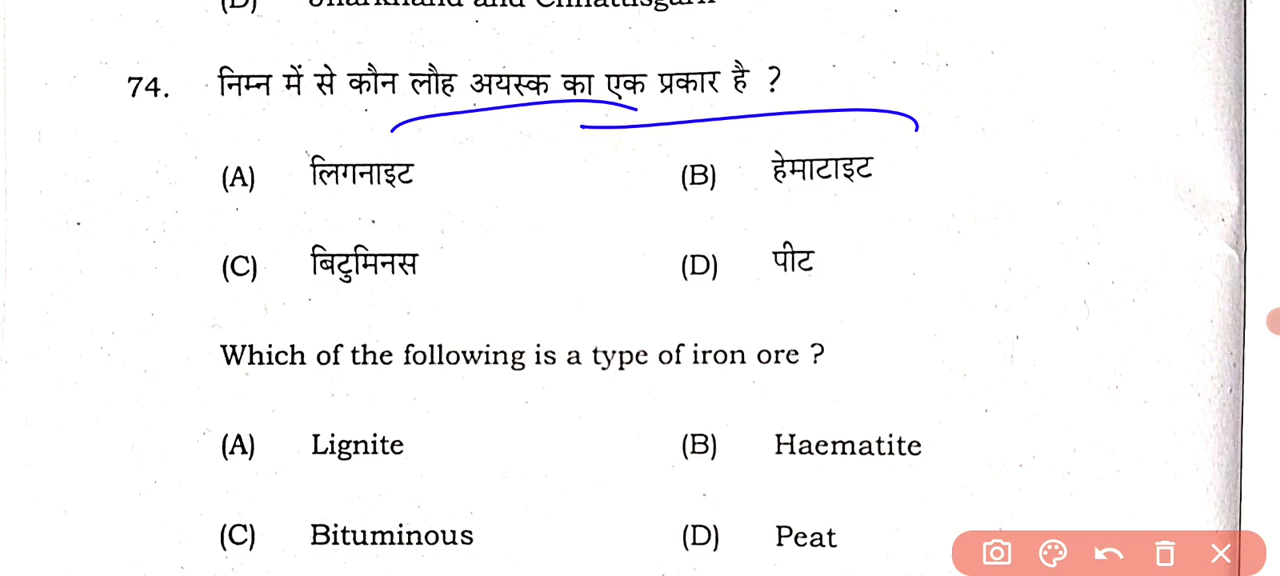 74. निम्न में से कौन लौह अयस्क का एक प्रकार है ?
(A) लिगनाइट (B) हेमाटाइट
(C) बिटुमिनस (D) पीट
Which of the following is a type of iron ore ?
(A) Lignite (B) Haematite
(C) Bituminous (D) Peat